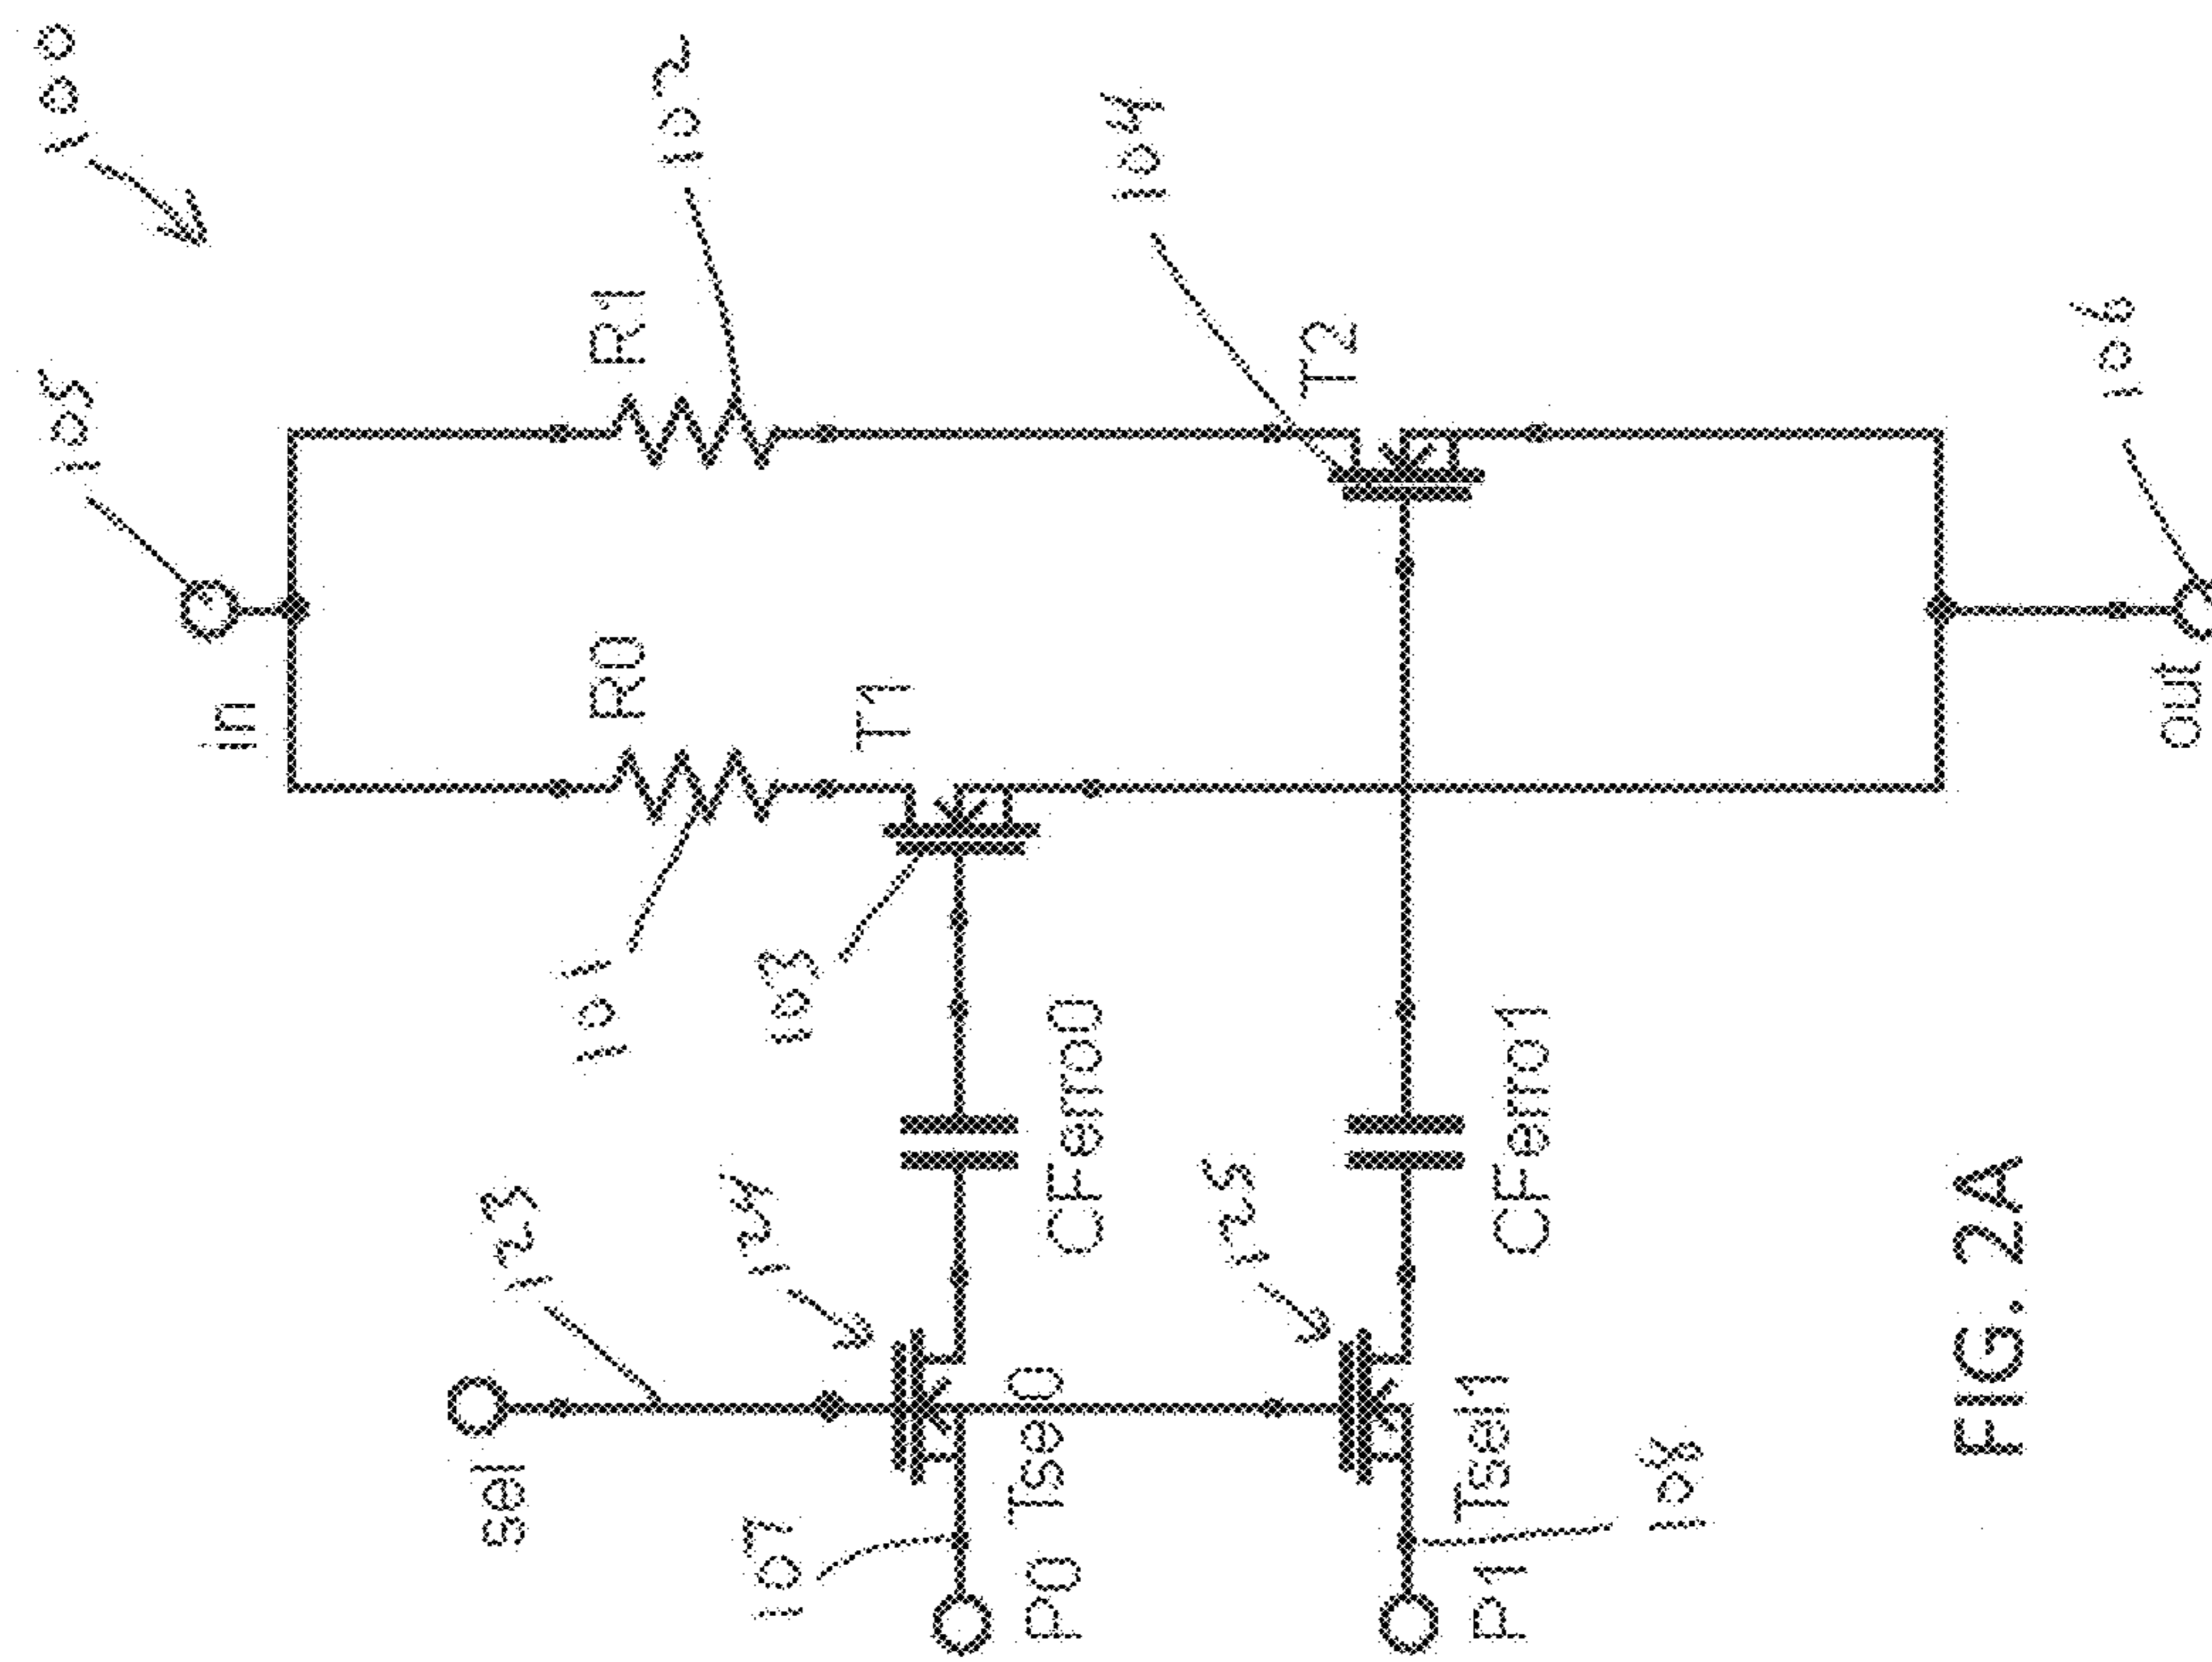 100
105
in
102
R1
R0
104
T1
T2
101
103
123
sel
124
CFerro0
125
CFerro1
107
P0
Tsel0
P1
Tsel1
108
106
out
FIG. 2A